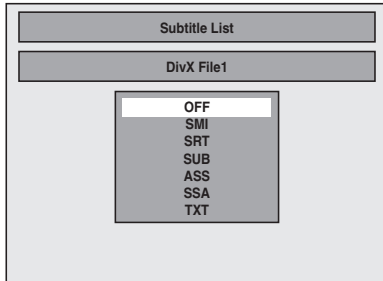 Subtitle List
DivX File1
OFF
SMI
SRT
SUB
ASS
SSA
TXT